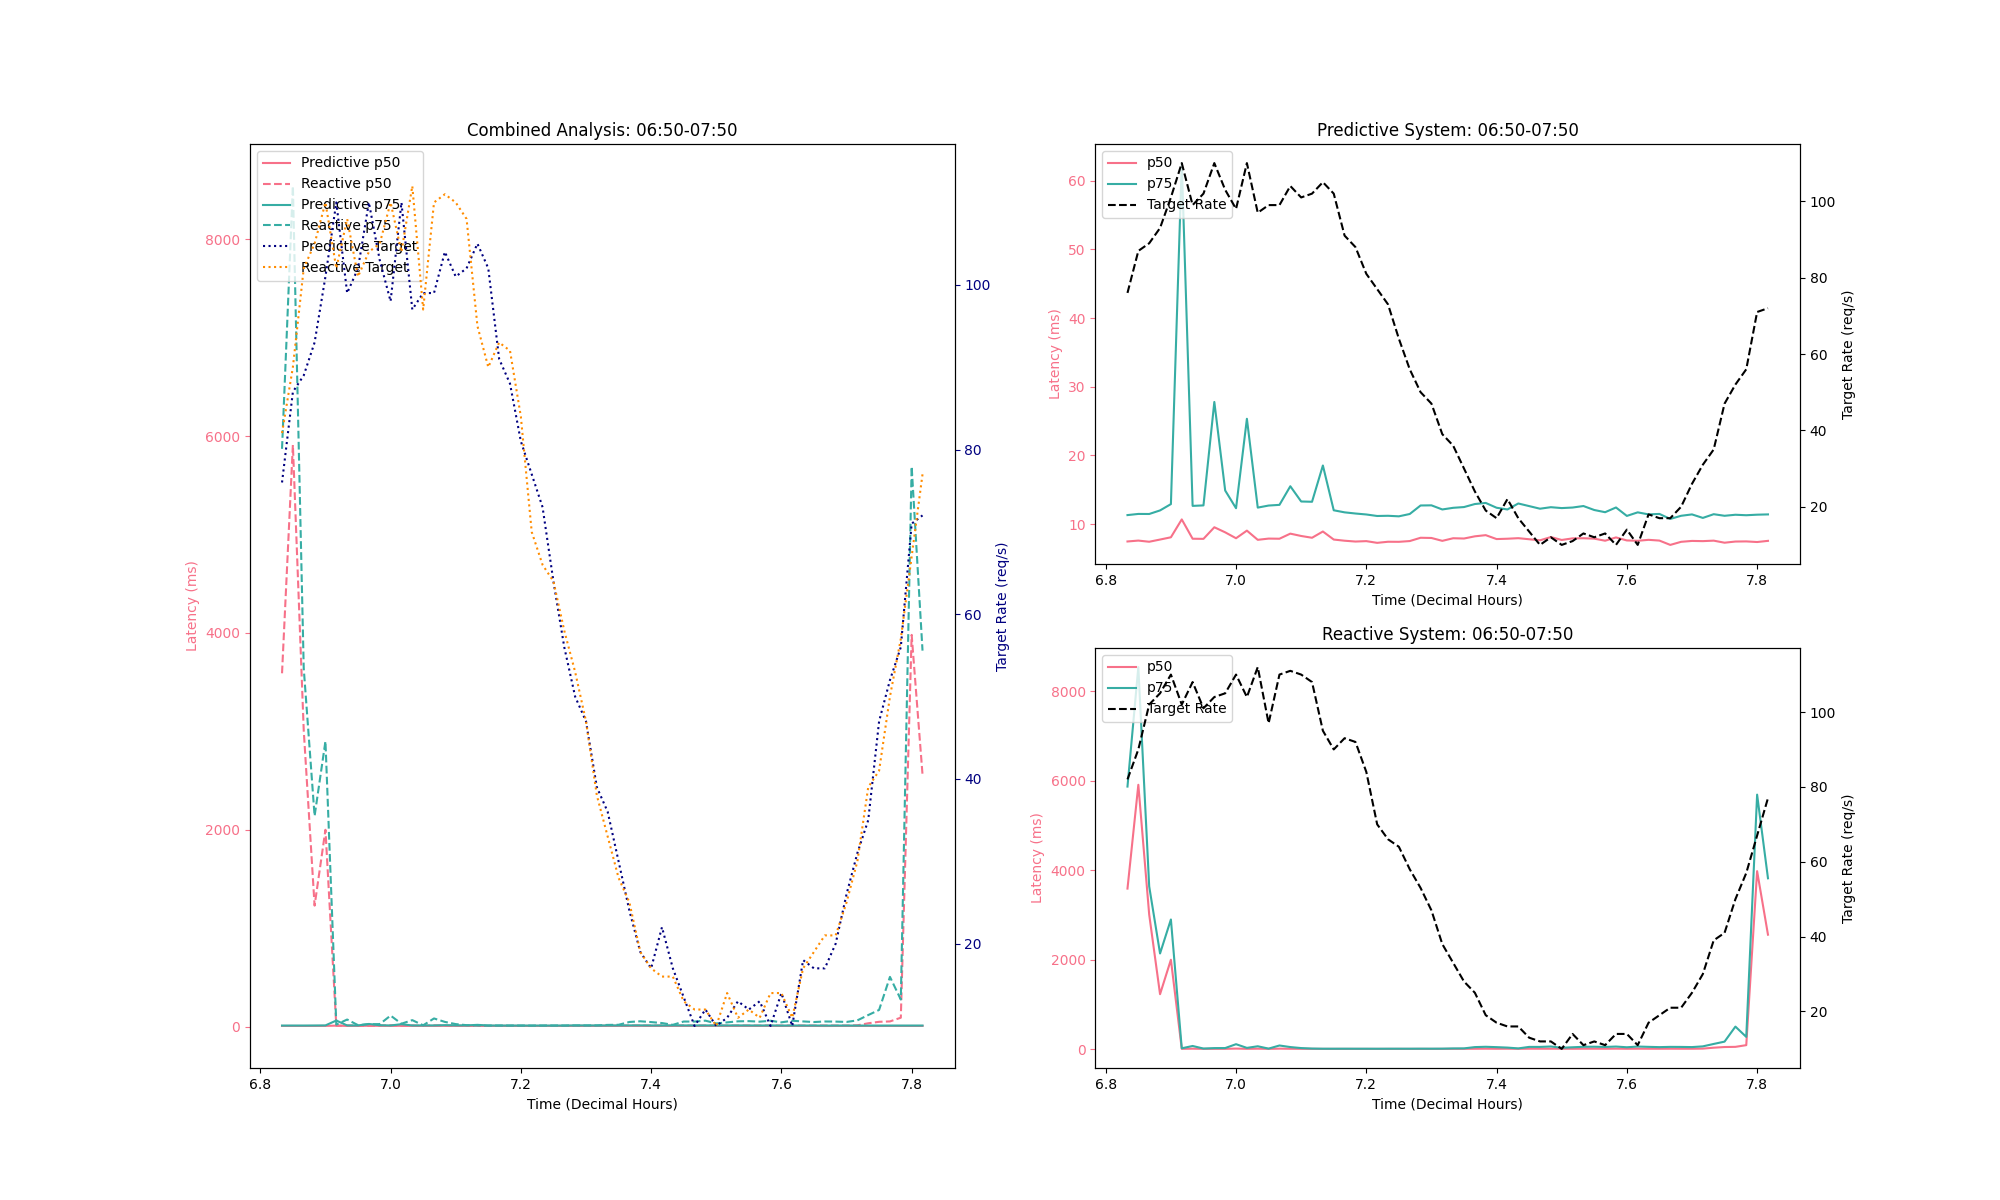 Combined Analysis: 06:50-07:50
Predictive p50
Reactive p50
Predictive p75
Reactive p75
Predictive Target
Reactive Target
8000
6000
4000
2000
0
Latency (ms)
100
80
60
40
20
Target Rate (req/s)
6.8 7.0 7.2 7.4 7.6 7.8
Time (Decimal Hours)
Predictive System: 06:50-07:50
p50
p75
Target Rate
60
50
40
30
20
10
Latency (ms)
100
80
60
40
20
Target Rate (req/s)
6.8 7.0 7.2 7.4 7.6 7.8
Time (Decimal Hours)
Reactive System: 06:50-07:50
p50
p75
Target Rate
8000
6000
4000
2000
0
Latency (ms)
100
80
60
40
20
Target Rate (req/s)
6.8 7.0 7.2 7.4 7.6 7.8
Time (Decimal Hours)